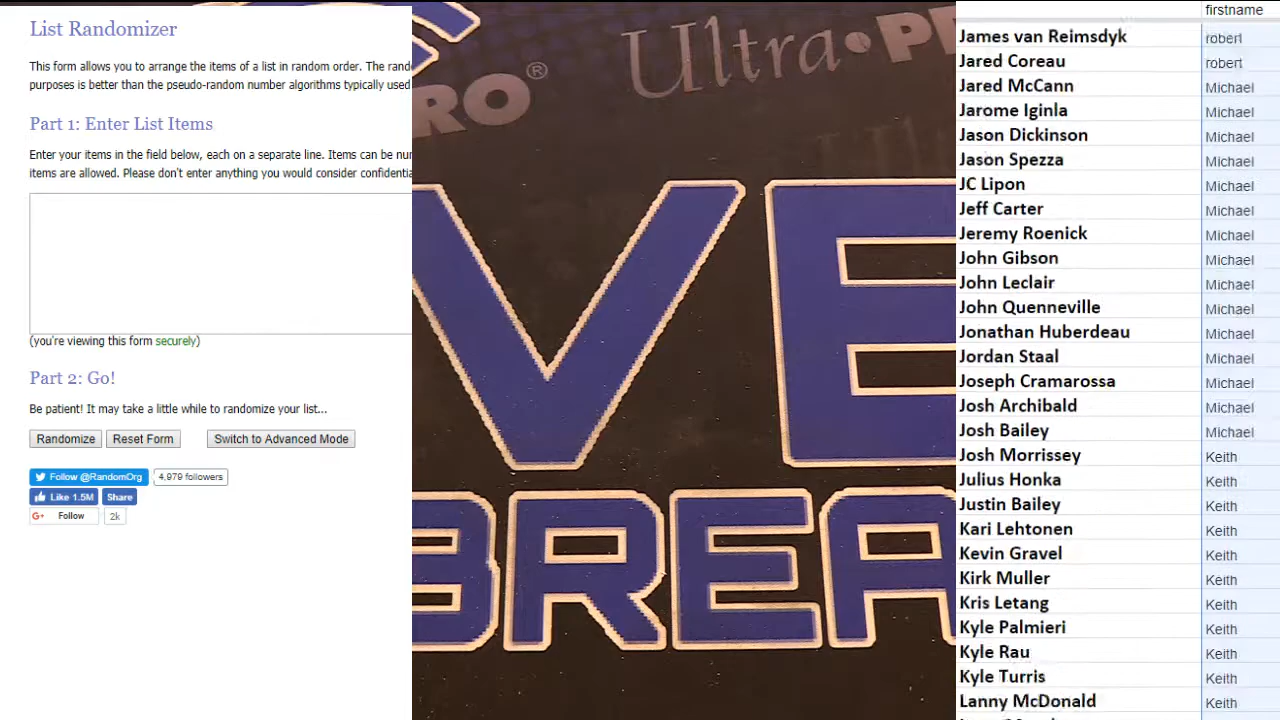 List Randomizer
This form allows you to arrange the items of a list in random order. The rand
purposes is better than the pseudo-random number algorithms typically used
Part 1: Enter List Items
Enter your items in the field below, each on a separate line. Items can be nu
items are allowed. Please don't enter anything you would consider confidentia
(you're viewing this form securely)
Part 2: Go!
Be patient! It may take a little while to randomize your list...
Randomize Reset Form Switch to Advanced Mode
Follow @RandomOrg 4,979 followers
Like 1.5M Share
G+ Follow 2k
RO® Ultra•P
VE
BREA
firstname
James van Reimsdyk robert
Jared Coreau robert
Jared McCann Michael
Jarome Iginla Michael
Jason Dickinson Michael
Jason Spezza Michael
JC Lipon Michael
Jeff Carter Michael
Jeremy Roenick Michael
John Gibson Michael
John Leclair Michael
John Quenneville Michael
Jonathan Huberdeau Michael
Jordan Staal Michael
Joseph Cramarossa Michael
Josh Archibald Michael
Josh Bailey Michael
Josh Morrissey Keith
Julius Honka Keith
Justin Bailey Keith
Kari Lehtonen Keith
Kevin Gravel Keith
Kirk Muller Keith
Kris Letang Keith
Kyle Palmieri Keith
Kyle Rau Keith
Kyle Turris Keith
Lanny McDonald Keith